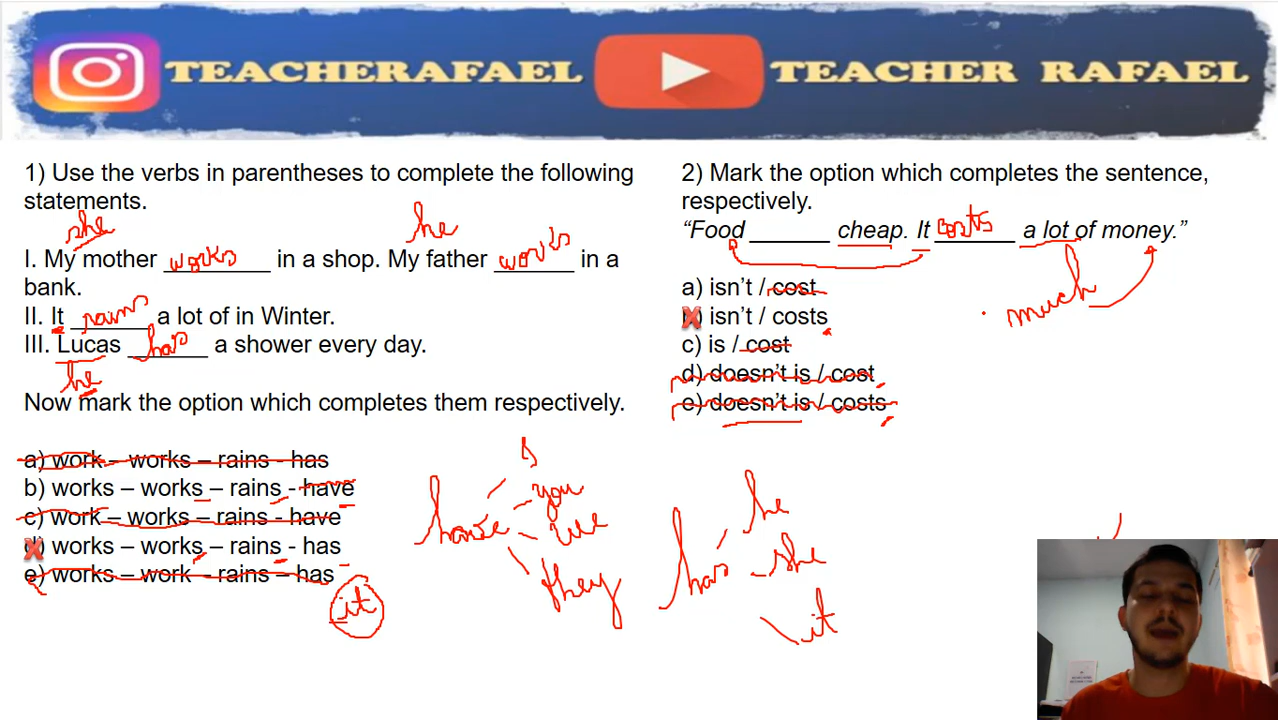 TEACHERAFAEL
TEACHER RAFAEL
1) Use the verbs in parentheses to complete the following
statements.
she
he
I. My mother works in a shop. My father works in a
bank.
II. It rains a lot of in Winter.
III. Lucas has a shower every day.
he
Now mark the option which completes them respectively.
a) work – works – rains - has
b) works – works – rains - have
c) work – works – rains - have
d) works – works – rains - has
e) works – work - rains – has
it
have
I
you
we
they
has
he
she
it
2) Mark the option which completes the sentence,
respectively.
“Food ______ cheap. It costs a lot of money.”
much
a) isn’t / cost
b) isn’t / costs
c) is / cost
d) doesn’t is / cost
e) doesn’t is / costs